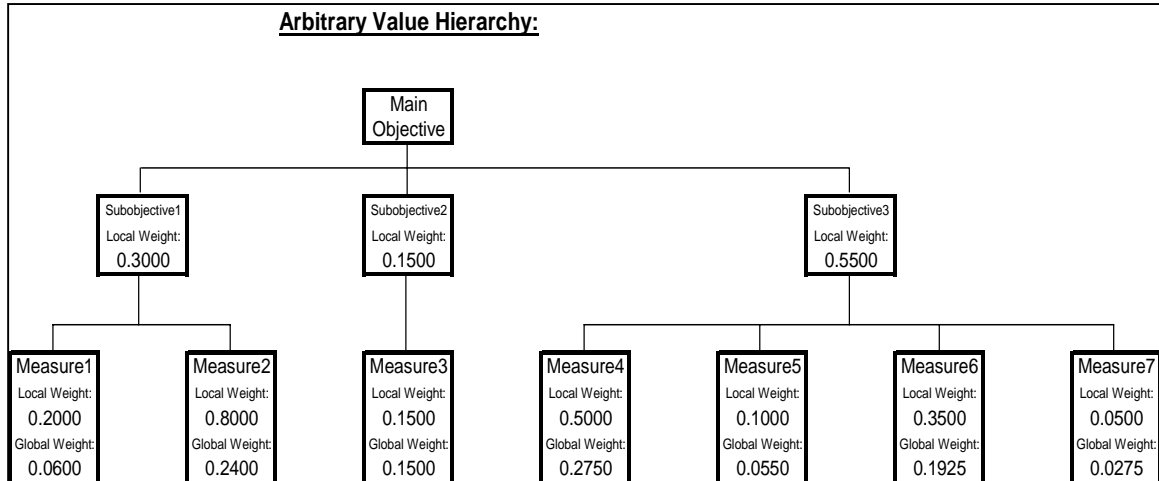 Arbitrary Value Hierarchy:
Main
Objective
Subobjective1
Local Weight:
0.3000
Subobjective2
Local Weight:
0.1500
Subobjective3
Local Weight:
0.5500
Measure1
Local Weight:
0.2000
Global Weight:
0.0600
Measure2
Local Weight:
0.8000
Global Weight:
0.2400
Measure3
Local Weight:
0.1500
Global Weight:
0.1500
Measure4
Local Weight:
0.5000
Global Weight:
0.2750
Measure5
Local Weight:
0.1000
Global Weight:
0.0550
Measure6
Local Weight:
0.3500
Global Weight:
0.1925
Measure7
Local Weight:
0.0500
Global Weight:
0.0275